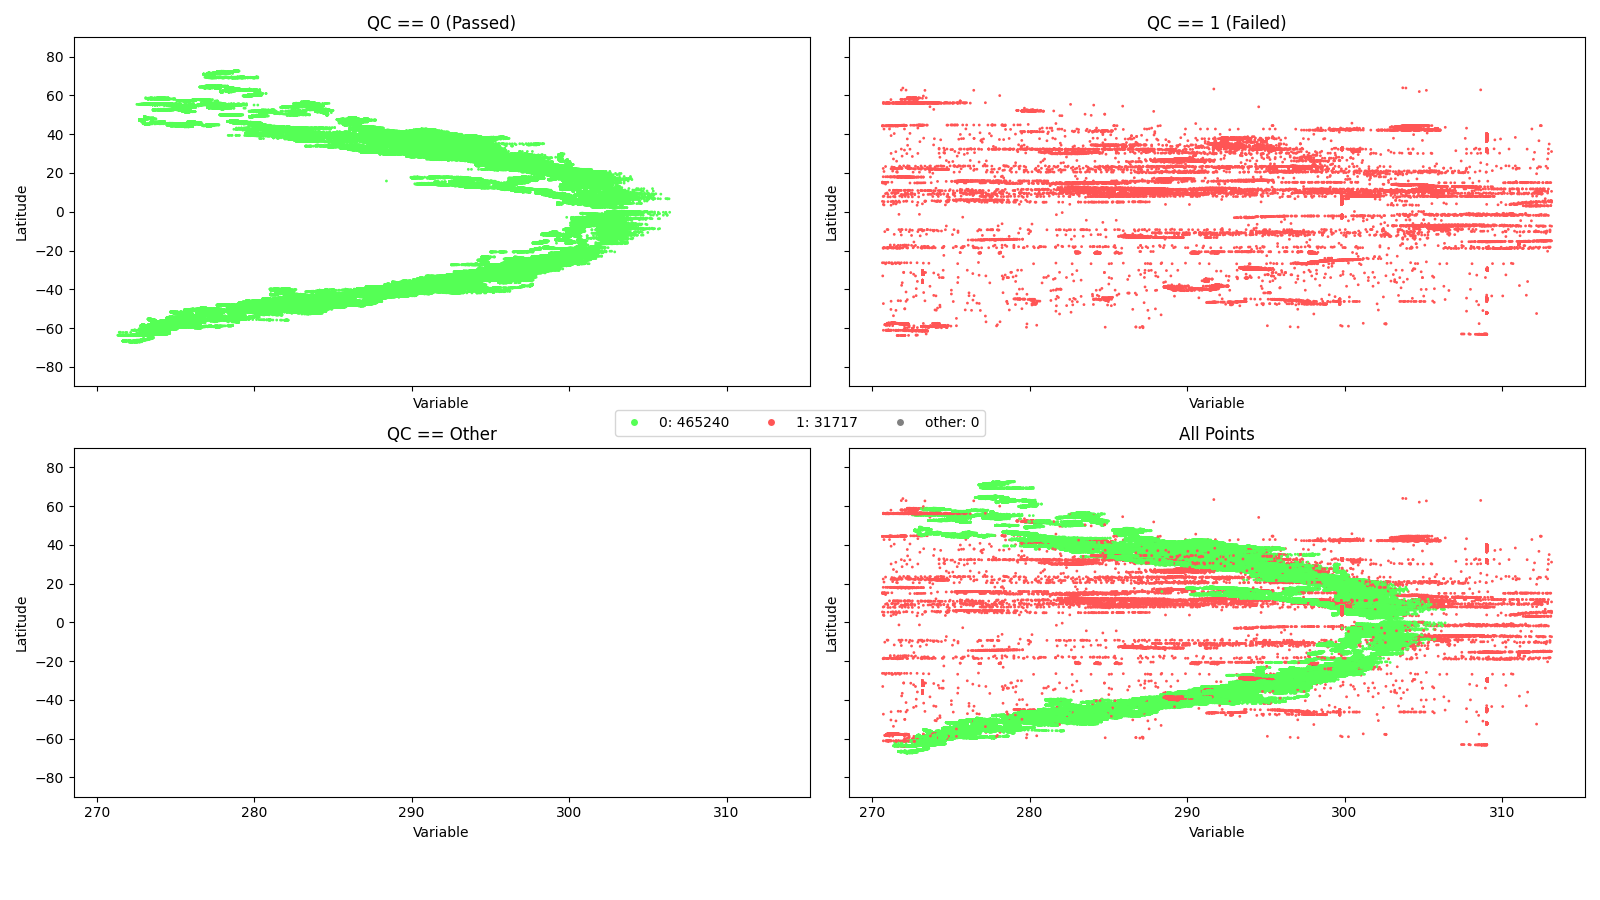 QC == 0 (Passed)
QC == 1 (Failed)
80
60
40
20
0
−20
−40
−60
−80
Latitude
Latitude
Variable
Variable
0: 465240 1: 31717 other: 0
QC == Other
All Points
80
60
40
20
0
−20
−40
−60
−80
Latitude
Latitude
270 280 290 300 310
270 280 290 300 310
Variable
Variable